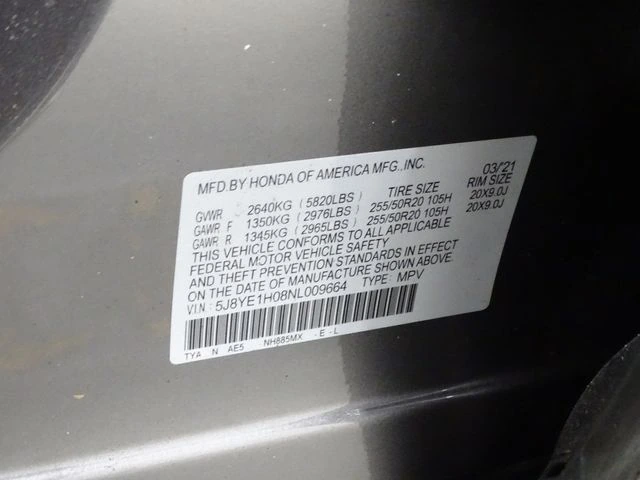 MFD BY HONDA OF AMERICA MFG.,INC. 03/'21
GVWR 2640KG (5820LBS) TIRE SIZE RIM SIZE
GAWR F 1350KG (2976LBS) 255/50R20 105H 20X9.0J
GAWR R 1345KG (2965LBS) 255/50R20 105H 20X9.0J
THIS VEHICLE CONFORMS TO ALL APPLICABLE
FEDERAL MOTOR VEHICLE SAFETY
AND THEFT PREVENTION STANDARDS IN EFFECT
ON THE DATE OF MANUFACTURE SHOWN ABOVE.
V.I.N.: 5J8YE1H08NL009664 TYPE: MPV
TYA N AE5 NH885MX -E-L